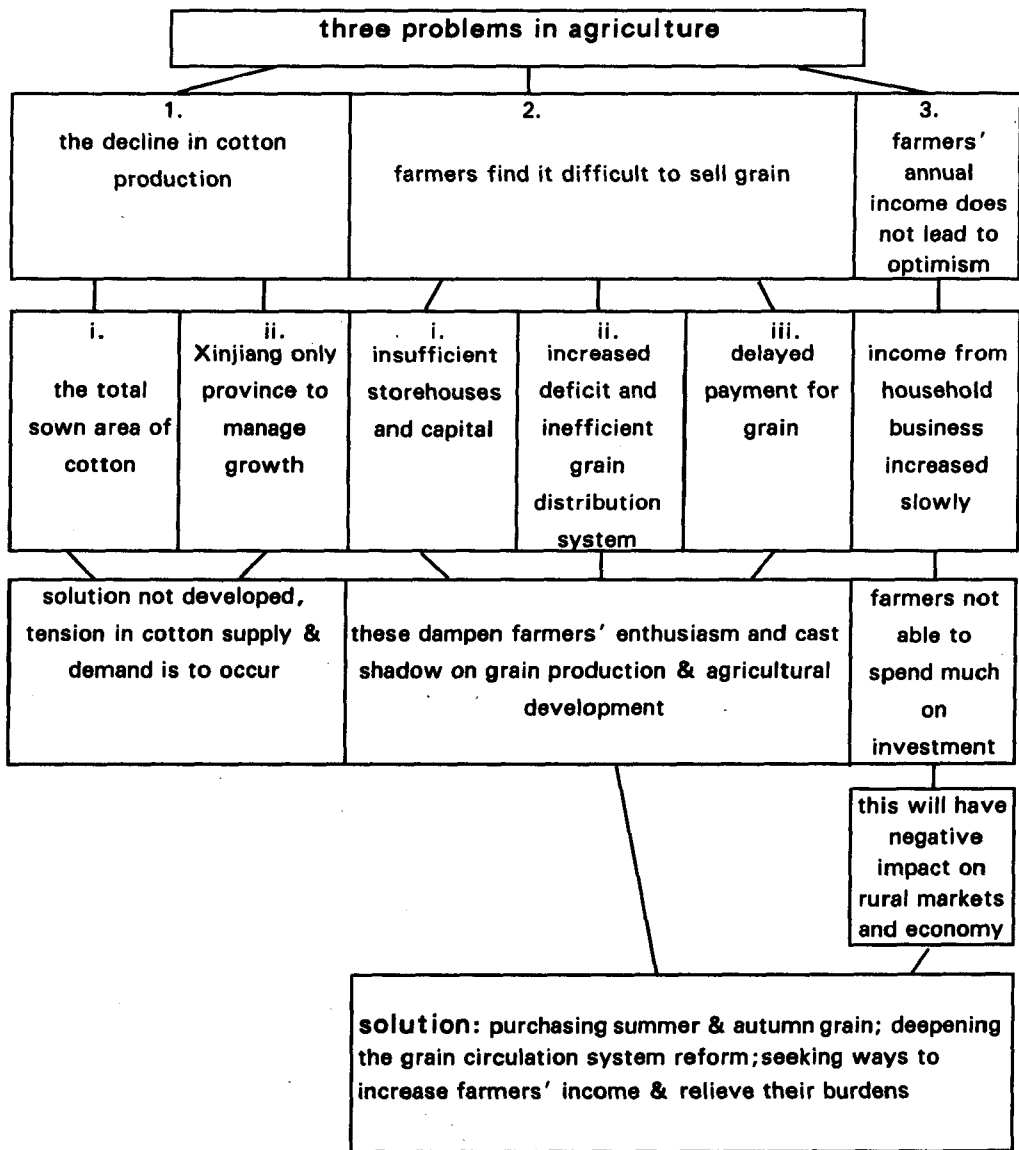 three problems in agriculture
1.
the decline in cotton
production
2.
farmers find it difficult to sell grain
3.
farmers'
annual
income does
not lead to
optimism
i.
the total
sown area of
cotton
ii.
Xinjiang only
province to
manage
growth
i.
insufficient
storehouses
and capital
ii.
increased
deficit and
inefficient
grain
distribution
system
iii.
delayed
payment for
grain
income from
household
business
increased
slowly
solution not developed,
tension in cotton supply &
demand is to occur
these dampen farmers' enthusiasm and cast
shadow on grain production & agricultural
development
farmers not
able to
spend much
on
investment
this will have
negative
impact on
rural markets
and economy
solution: purchasing summer & autumn grain; deepening
the grain circulation system reform;seeking ways to
increase farmers' income & relieve their burdens